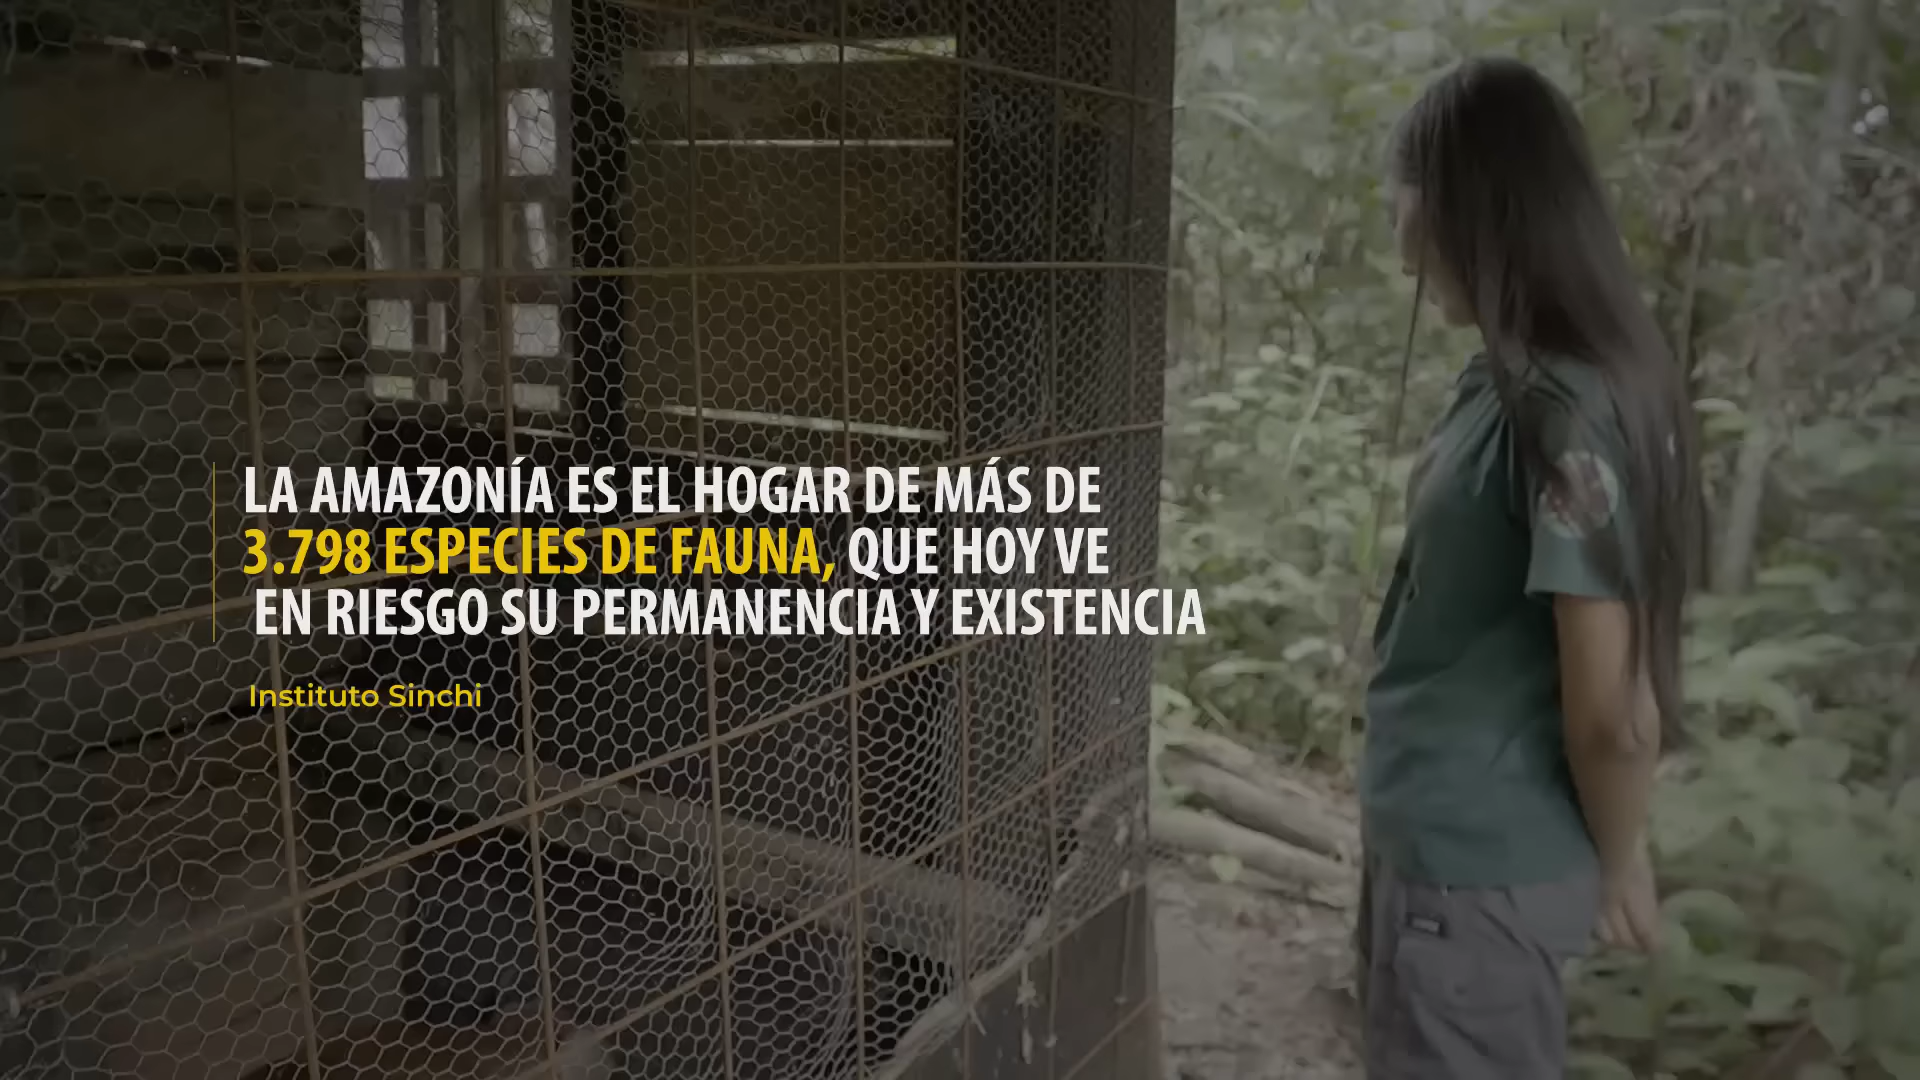 LA AMAZONÍA ES EL HOGAR DE MÁS DE
3.798 ESPECIES DE FAUNA, QUE HOY VE
EN RIESGO SU PERMANENCIA Y EXISTENCIA
Instituto Sinchi